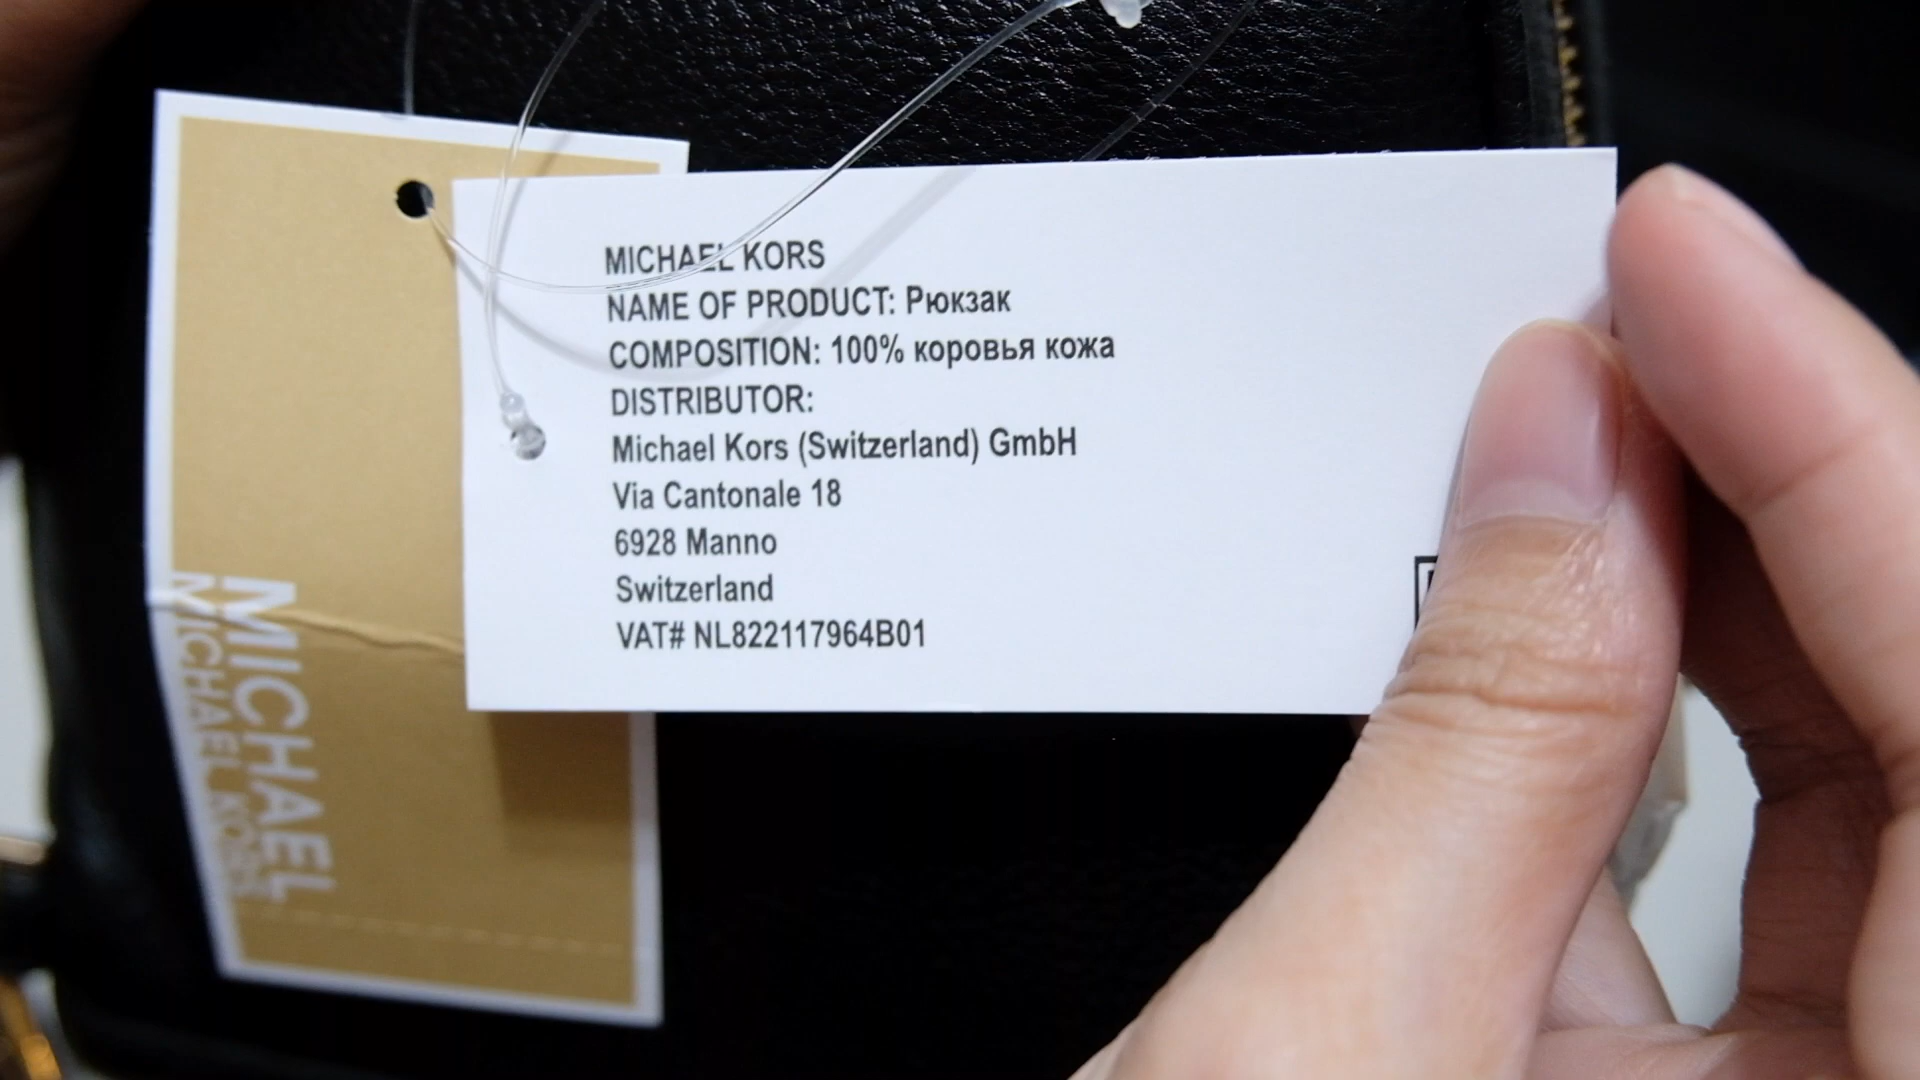 MICHAEL KORS
NAME OF PRODUCT: Рюкзак
COMPOSITION: 100% коровья кожа
DISTRIBUTOR:
Michael Kors (Switzerland) GmbH
Via Cantonale 18
6928 Manno
Switzerland
VAT# NL822117964B01
MICHAEL
MICHAEL KORS